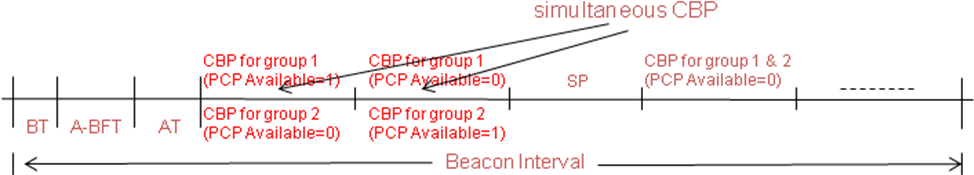 simultaneous CBP
CBP for group 1
(PCP Available=1)
CBP for group 1
(PCP Available=0)
SP
CBP for group 1 & 2
(PCP Available=0)
BT
A-BFT
AT
CBP for group 2
(PCP Available=0)
CBP for group 2
(PCP Available=1)
Beacon Interval